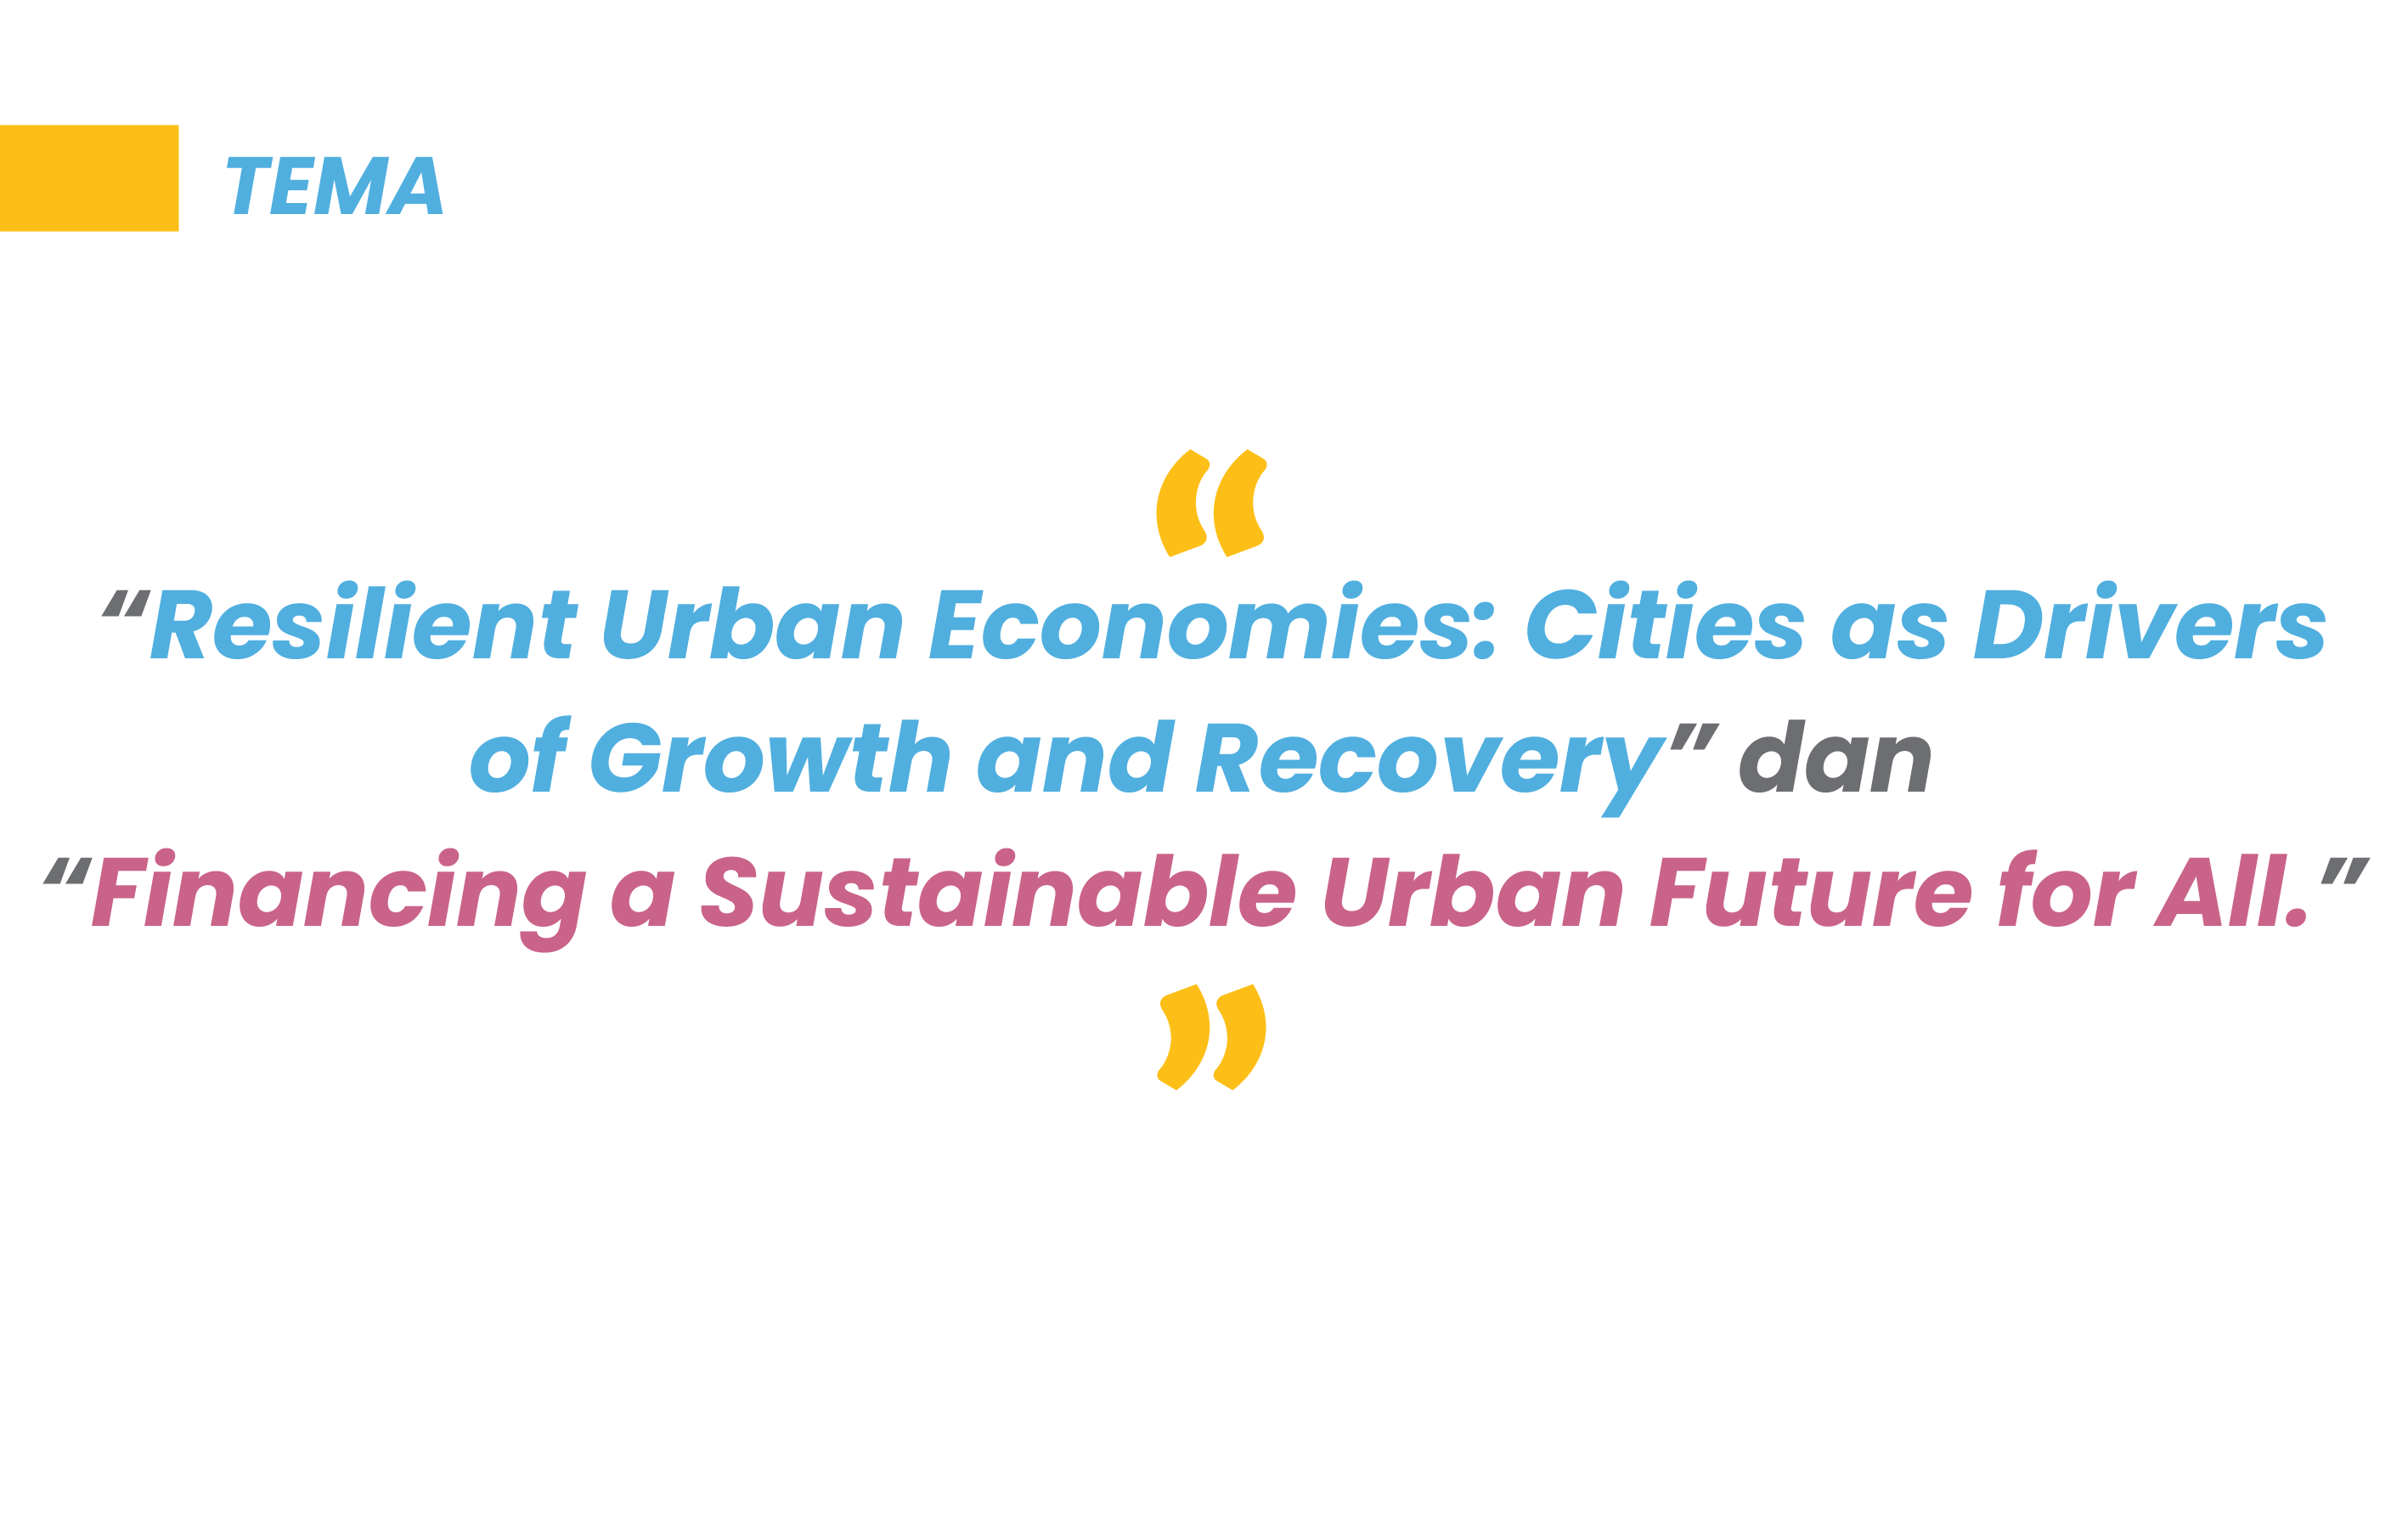 TEMA
“
“Resilient Urban Economies: Cities as Drivers
of Growth and Recovery” dan
“Financing a Sustainable Urban Future for All.”
”